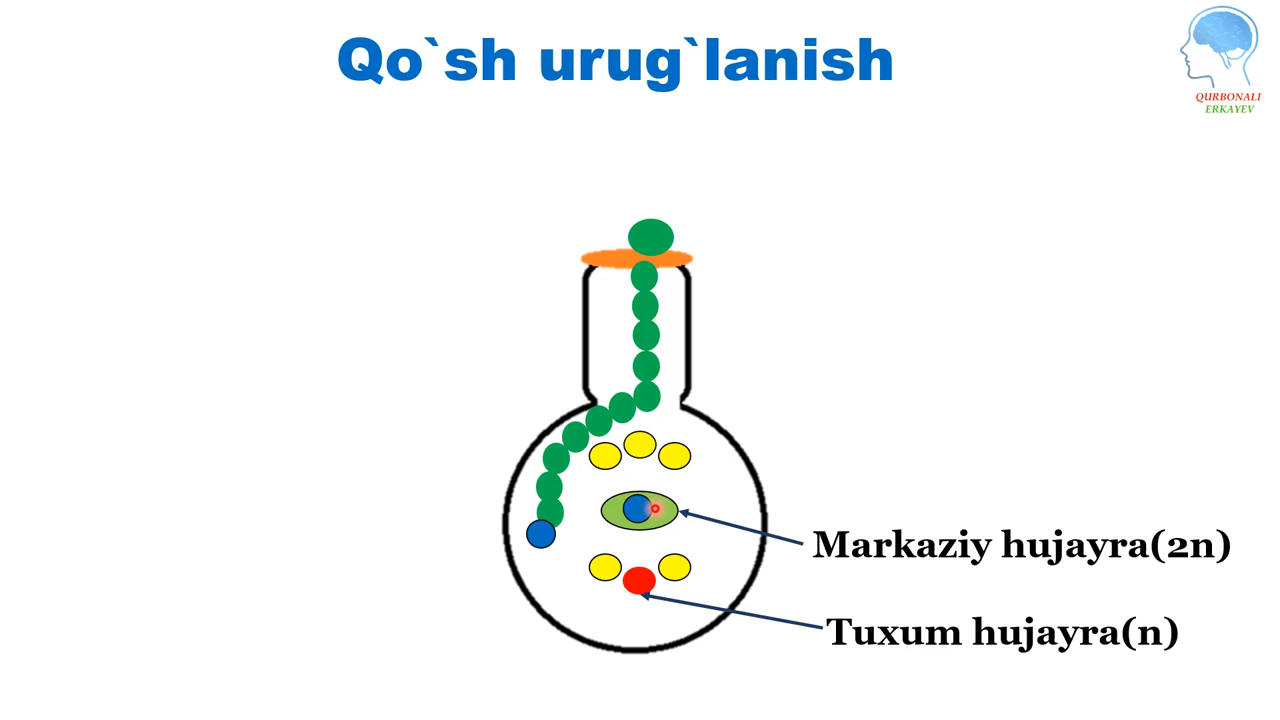 Qo`sh urug`lanish
QURBONALI
ERKAYEV
Markaziy hujayra(2n)
Tuxum hujayra(n)